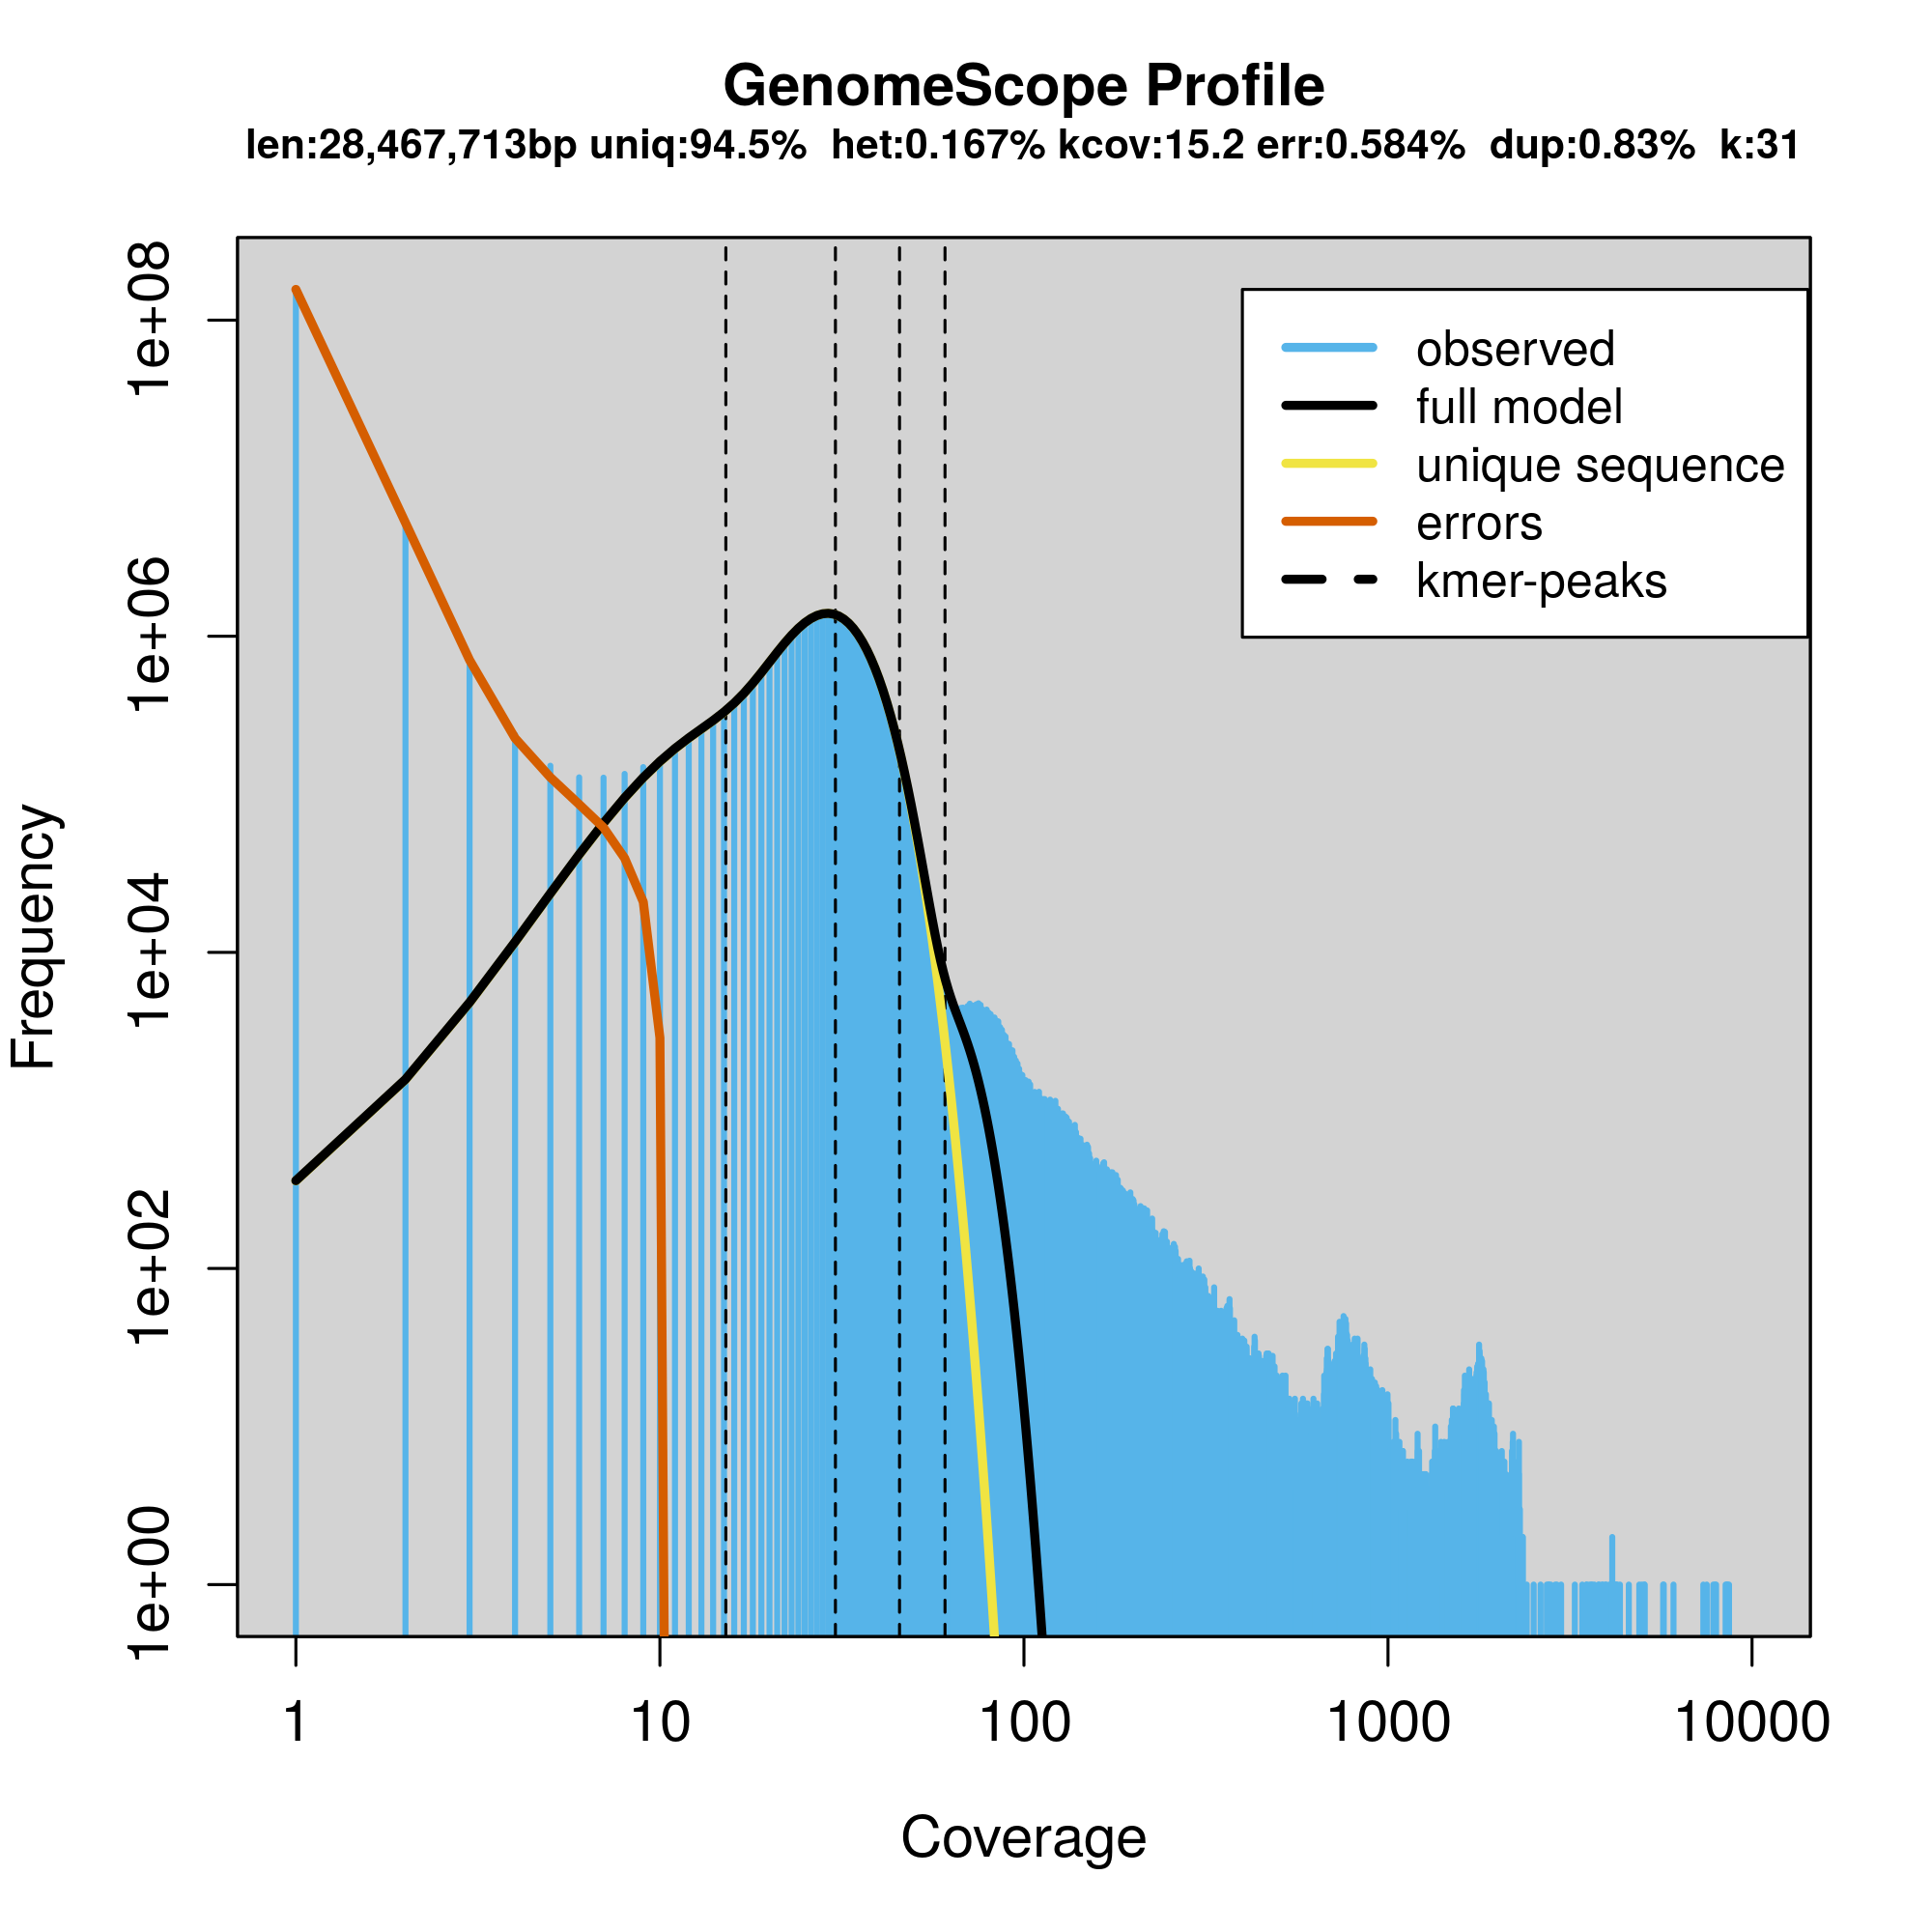 GenomeScope Profile
len:28,467,713bp uniq:94.5% het:0.167% kcov:15.2 err:0.584% dup:0.83% k:31
observed
full model
unique sequence
errors
kmer-peaks
Frequency
1e+08
1e+06
1e+04
1e+02
1e+00
1 10 100 1000 10000
Coverage